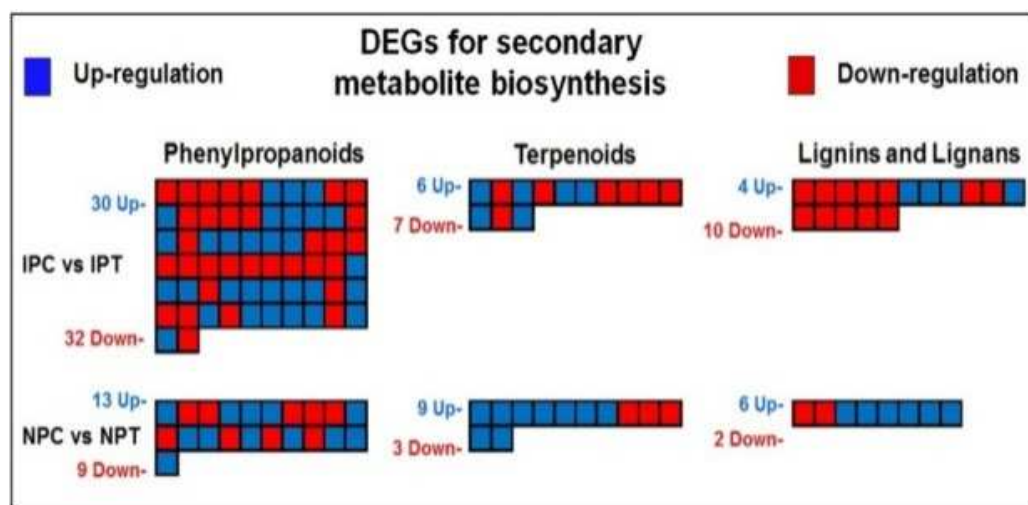 DEGs for secondary
metabolite biosynthesis
Up-regulation
Down-regulation
Phenylpropanoids
Terpenoids
Lignins and Lignans
30 Up-
6 Up-
4 Up-
7 Down-
10 Down-
IPC vs IPT
32 Down-
13 Up-
9 Up-
6 Up-
NPC vs NPT
3 Down-
2 Down-
9 Down-